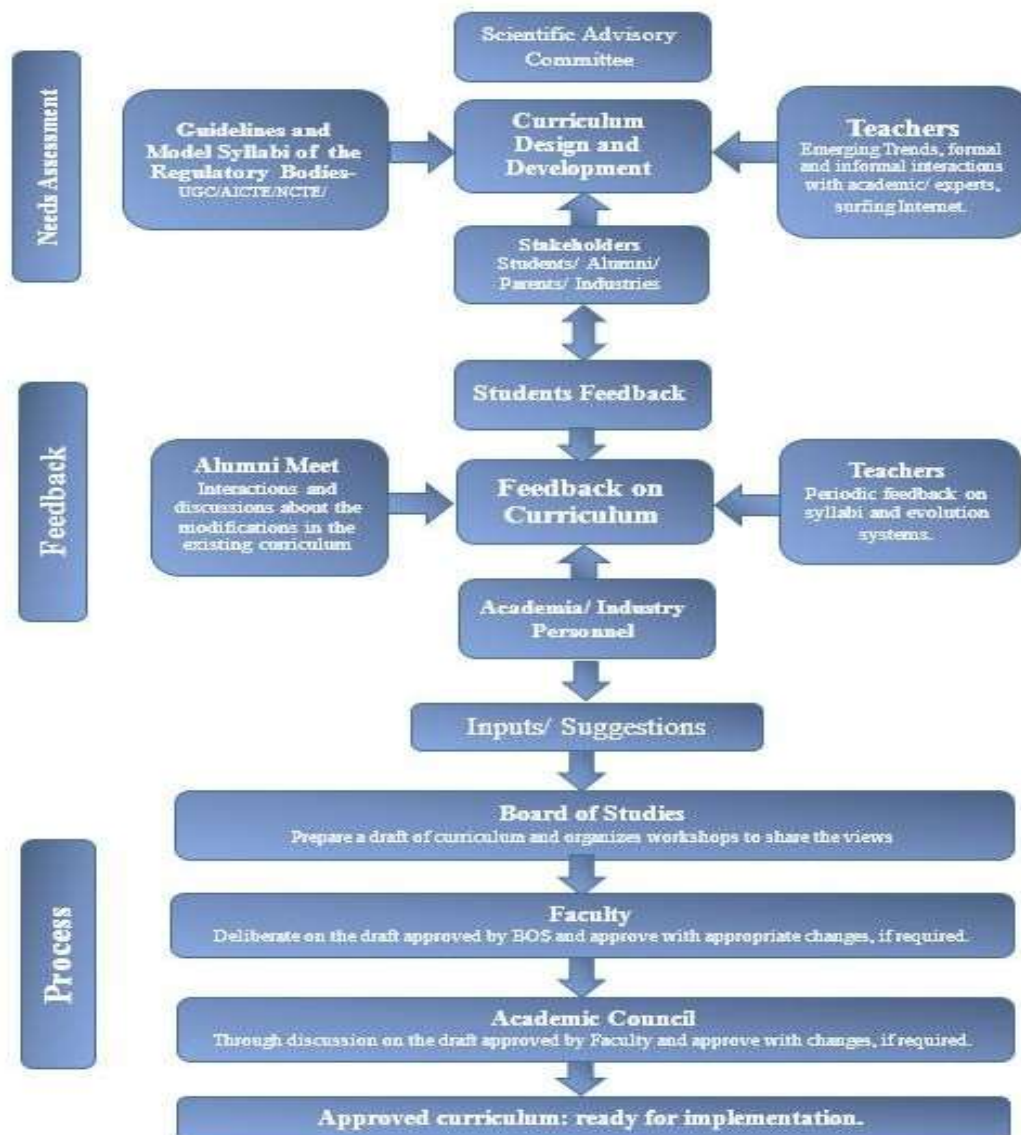 Needs Assessment
Scientific Advisory
Committee
Guidelines and
Model Syllabi of the
Regulatory Bodies-
UGC/AICTE/NCTE/
Curriculum
Design and
Development
Teachers
Emerging Trends, formal
and informal interactions
with academic/ experts,
surfing Internet.
Stakeholders
Students/ Alumni/
Parents/ Industries
Feedback
Students Feedback
Alumni Meet
Interactions and
discussions about the
modifications in the
existing curriculum
Feedback on
Curriculum
Teachers
Periodic feedback on
syllabi and evolution
systems.
Academia/ Industry
Personnel
Inputs/ Suggestions
Process
Board of Studies
Prepare a draft of curriculum and organizes workshops to share the views
Faculty
Deliberate on the draft approved by BOS and approve with appropriate changes, if required.
Academic Council
Through discussion on the draft approved by Faculty and approve with changes, if required.
Approved curriculum: ready for implementation.